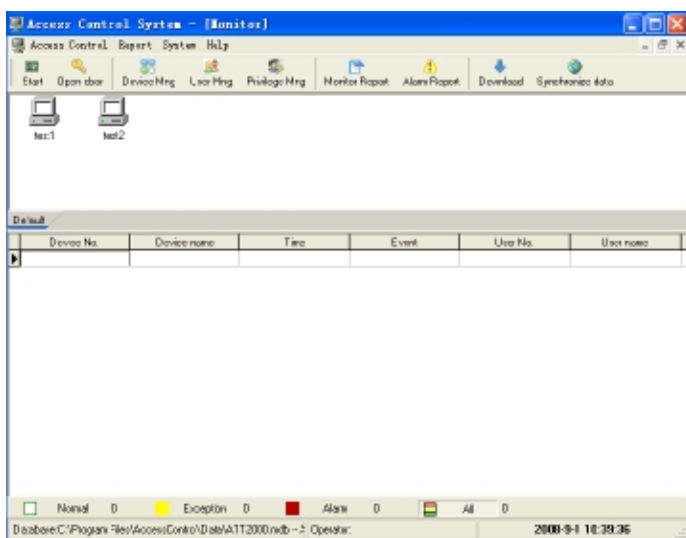 Access Control System - [Monitor]
Access Control Report System Help
Start Open door Device Mng User Mng Privilege Mng Monitor Report Alarm Report Download Synchronize data
test1 test2
Default
Device No. Device name Time Event User No. User name
Normal 0 Exception 0 Alarm 0 All 0
Database:C:\Program Files\AccessControl\Data\ATT2000.mdb -- Operator: 2008-9-1 10:39:36